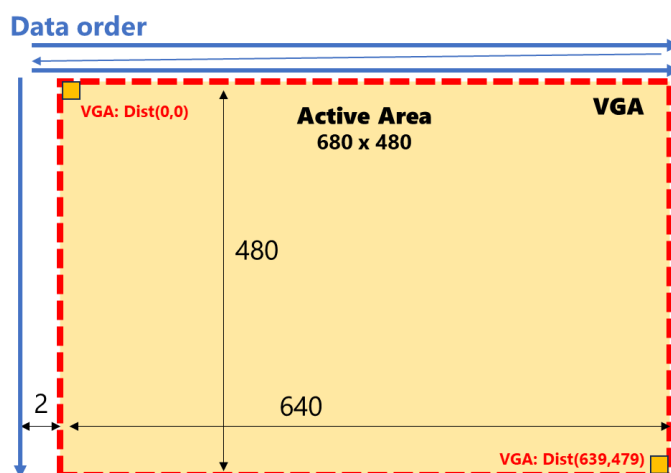 Data order
VGA: Dist(0,0)
Active Area
VGA
680 x 480
480
2
640
VGA: Dist(639,479)